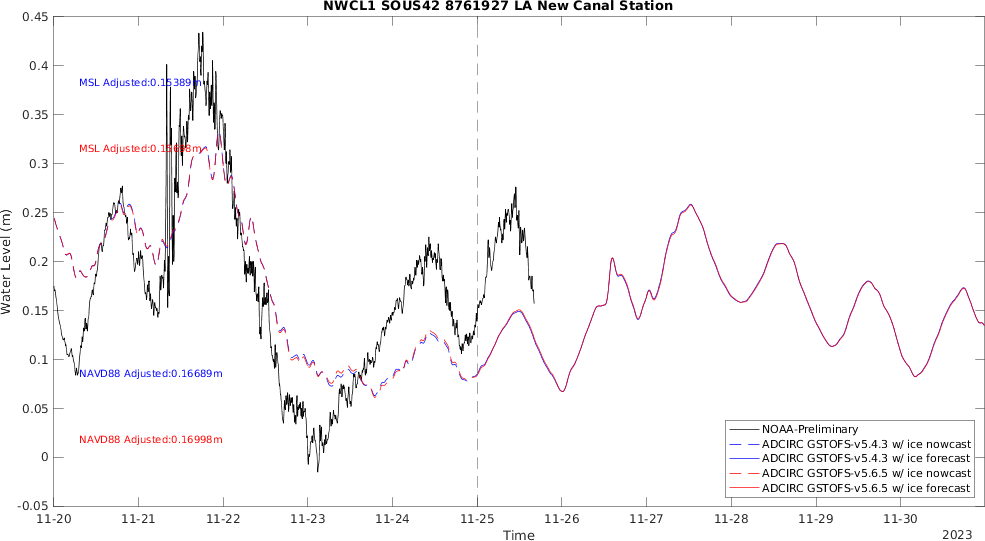 NWCL1 SOUS42 8761927 LA New Canal Station
Water Level (m)
0.45
0.4
0.35
0.3
0.25
0.2
0.15
0.1
0.05
0
-0.05
MSL Adjusted:0.15389m
MSL Adjusted:0.15698m
NAVD88 Adjusted:0.16689m
NAVD88 Adjusted:0.16998m
NOAA-Preliminary
ADCIRC GSTOFS-v5.4.3 w/ ice nowcast
ADCIRC GSTOFS-v5.4.3 w/ ice forecast
ADCIRC GSTOFS-v5.6.5 w/ ice nowcast
ADCIRC GSTOFS-v5.6.5 w/ ice forecast
11-20 11-21 11-22 11-23 11-24 11-25 11-26 11-27 11-28 11-29 11-30
Time
2023